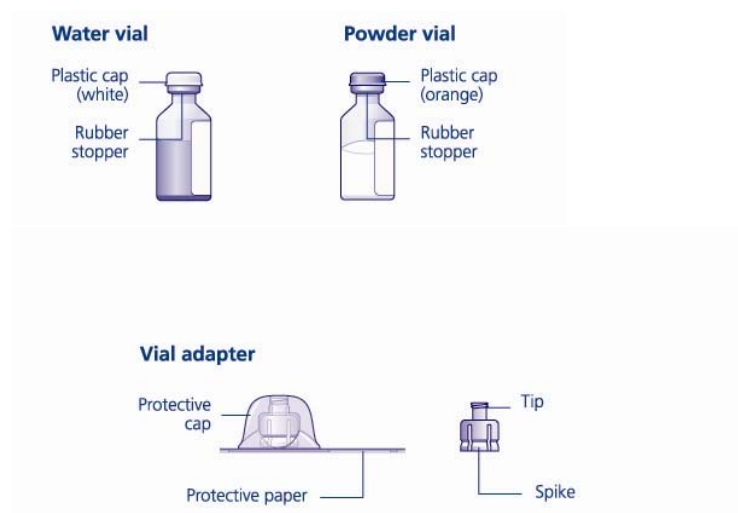 Water vial
Powder vial
Plastic cap
(white)
Plastic cap
(orange)
Rubber
stopper
Rubber
stopper
Vial adapter
Protective
cap
Tip
Protective paper
Spike